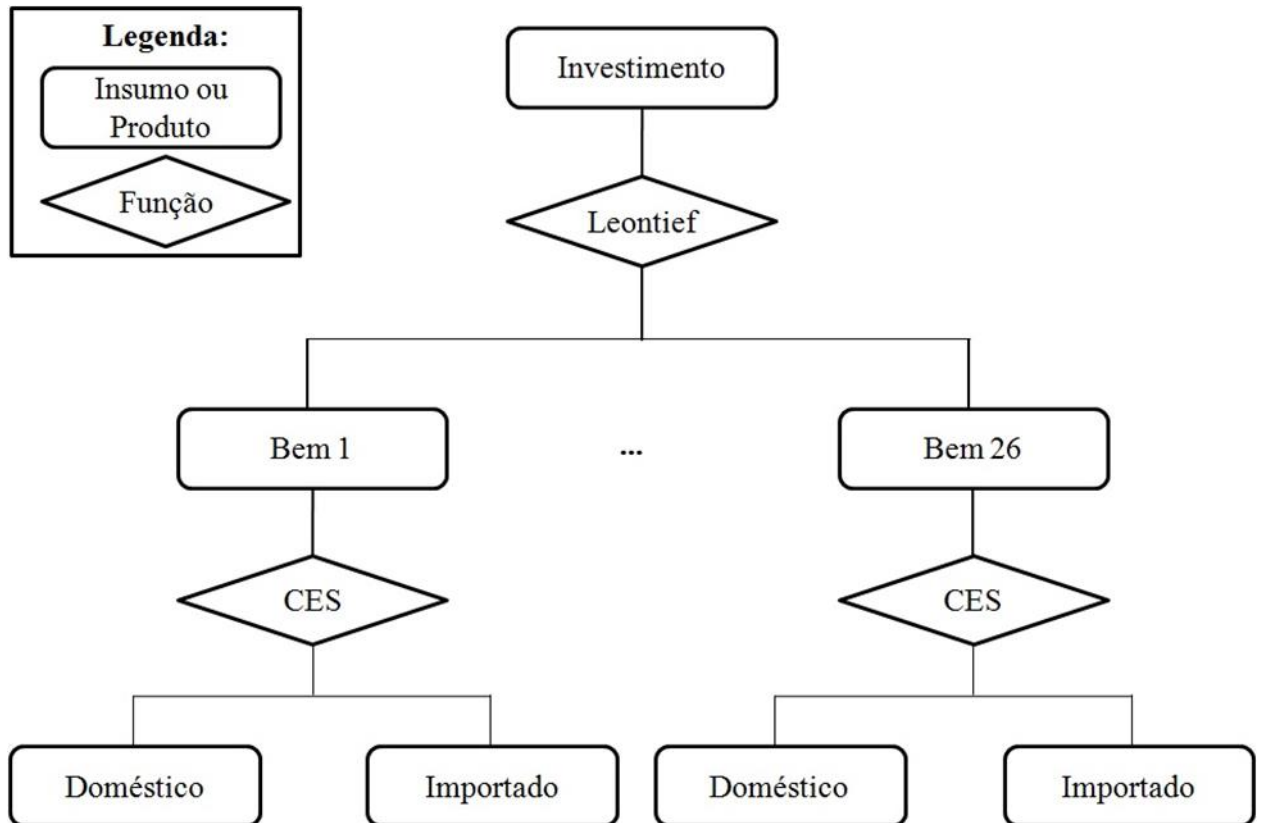 Legenda:
Insumo ou
Produto
Função
Investimento
Leontief
Bem 1
...
Bem 26
CES
CES
Doméstico
Importado
Doméstico
Importado